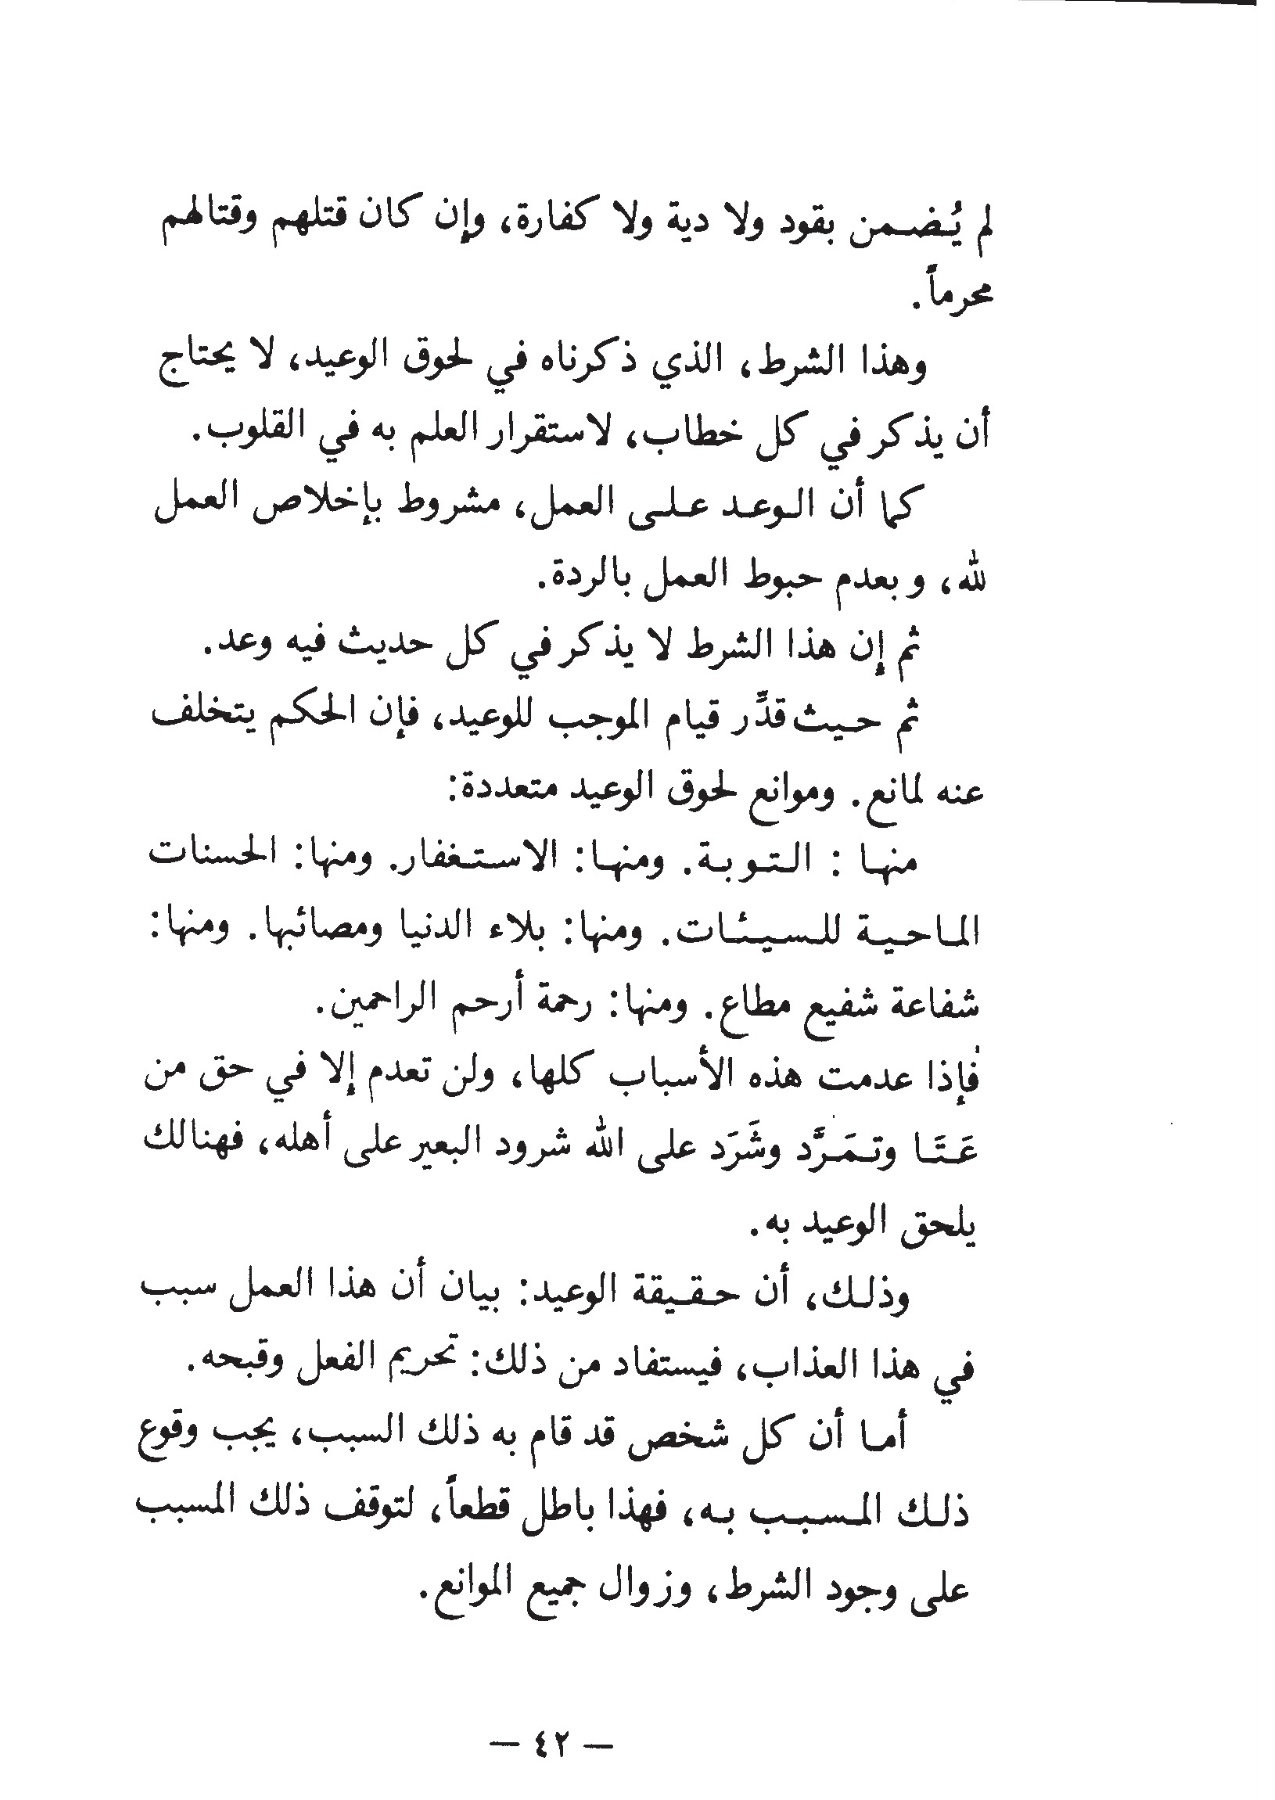 لم يُضمن بقود ولا دية ولا كفارة، وإن كان قتلهم وقتالهم
محرماً.
وهذا الشرط، الذي ذكرناه في لحوق الوعيد، لا يحتاج
أن يذكر في كل خطاب، لاستقرار العلم به في القلوب.
كما أن الوعد على العمل، مشروط بإخلاص العمل
لله، وبعدم حبوط العمل بالردة.
ثم إن هذا الشرط لا يذكر في كل حديث فيه وعد.
ثم حيث قدِّر قيام الموجب للوعيد، فإن الحكم يتخلف
عنه لمانع. وموانع لحوق الوعيد متعددة:
منها : التوبة. ومنها: الاستغفار. ومنها: الحسنات
الماحية للسيئات. ومنها: بلاء الدنيا ومصائبها. ومنها:
شفاعة شفيع مطاع. ومنها: رحمة أرحم الراحمين.
فإذا عدمت هذه الأسباب كلها، ولن تعدم إلا في حق من
عَتَا وتمَرَّد وشَرَد على الله شرود البعير على أهله، فهنالك
يلحق الوعيد به.
وذلك، أن حقيقة الوعيد: بيان أن هذا العمل سبب
في هذا العذاب، فيستفاد من ذلك: تحريم الفعل وقبحه.
أما أن كل شخص قد قام به ذلك السبب، يجب وقوع
ذلك المسبب به، فهذا باطل قطعاً، لتوقف ذلك المسبب
على وجود الشرط، وزوال جميع الموانع.
— ٤٢ —